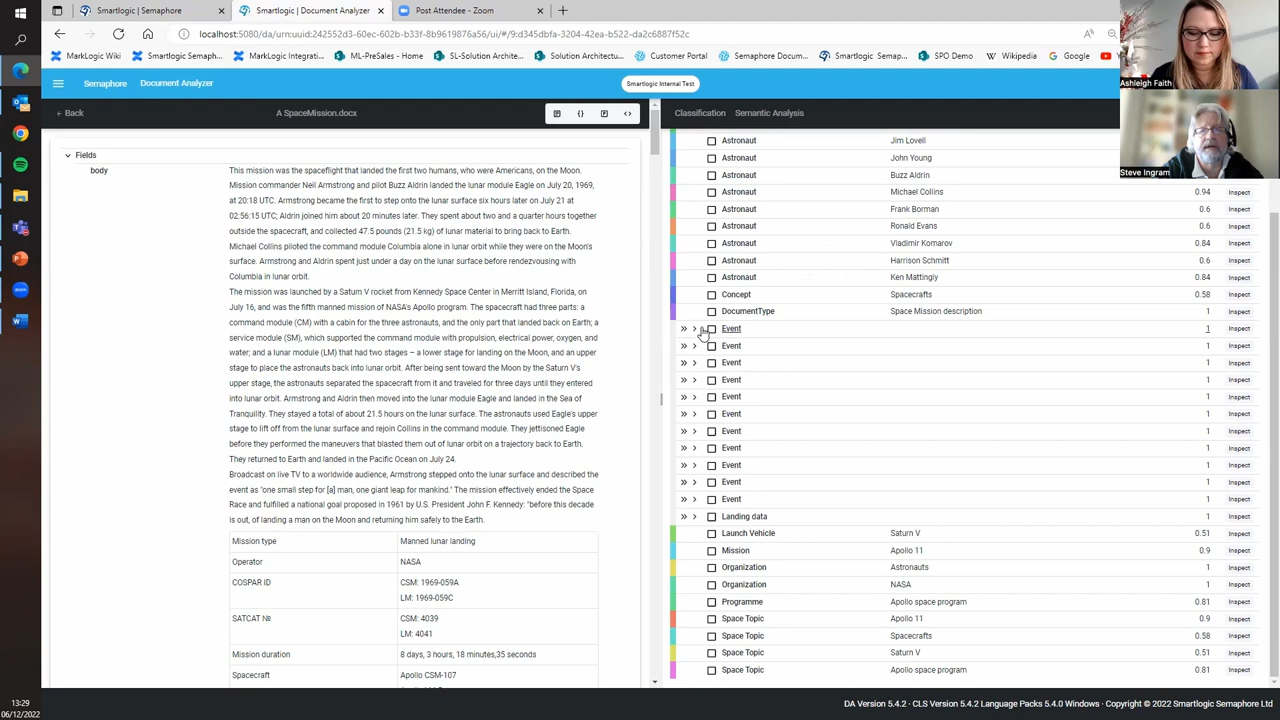 Smartlogic | Semaphore
Smartlogic | Document Analyzer
Post Attendee - Zoom
localhost:5080/da/urn:uuid:242552d3-60ec-602b-b33f-8b9619876a56/ui/#/9:d345dbfa-3204-42ea-b522-da2c6887f52c
MarkLogic Wiki
Smartlogic Semaph...
MarkLogic Integrati...
ML-PreSales - Home
SL-Solution Archite...
Solution Architectu...
Customer Portal
Semaphore Docum...
Smartlogic Semap...
SPO Demo
Wikipedia
Google
Semaphore
Document Analyzer
Smartlogic Internal Test
Ashleigh Faith
Steve Ingram
← Back
A SpaceMission.docx
Classification
Semantic Analysis
Fields
body
This mission was the spaceflight that landed the first two humans, who were Americans, on the Moon.
Mission commander Neil Armstrong and pilot Buzz Aldrin landed the lunar module Eagle on July 20, 1969,
at 20:18 UTC. Armstrong became the first to step onto the lunar surface six hours later on July 21 at
02:56:15 UTC; Aldrin joined him about 20 minutes later. They spent about two and a quarter hours together
outside the spacecraft, and collected 47.5 pounds (21.5 kg) of lunar material to bring back to Earth.
Michael Collins piloted the command module Columbia alone in lunar orbit while they were on the Moon's
surface. Armstrong and Aldrin spent just under a day on the lunar surface before rendezvousing with
Columbia in lunar orbit.
The mission was launched by a Saturn V rocket from Kennedy Space Center in Merritt Island, Florida, on
July 16, and was the fifth manned mission of NASA's Apollo program. The spacecraft had three parts: a
command module (CM) with a cabin for the three astronauts, and the only part that landed back on Earth; a
service module (SM), which supported the command module with propulsion, electrical power, oxygen, and
water; and a lunar module (LM) that had two stages – a lower stage for landing on the Moon, and an upper
stage to place the astronauts back into lunar orbit. After being sent toward the Moon by the Saturn V's
upper stage, the astronauts separated the spacecraft from it and traveled for three days until they entered
into lunar orbit. Armstrong and Aldrin then moved into the lunar module Eagle and landed in the Sea of
Tranquility. They stayed a total of about 21.5 hours on the lunar surface. The astronauts used Eagle's upper
stage to lift off from the lunar surface and rejoin Collins in the command module. They jettisoned Eagle
before they performed the maneuvers that blasted them out of lunar orbit on a trajectory back to Earth.
They returned to Earth and landed in the Pacific Ocean on July 24.
Broadcast on live TV to a worldwide audience, Armstrong stepped onto the lunar surface and described the
event as "one small step for [a] man, one giant leap for mankind." The mission effectively ended the Space
Race and fulfilled a national goal proposed in 1961 by U.S. President John F. Kennedy: "before this decade
is out, of landing a man on the Moon and returning him safely to the Earth.
Mission type Manned lunar landing
Operator NASA
COSPAR ID CSM: 1969-059A
LM: 1969-059C
SATCAT № CSM: 4039
LM: 4041
Mission duration 8 days, 3 hours, 18 minutes,35 seconds
Spacecraft Apollo CSM-107
Astronaut Jim Lovell
Astronaut John Young
Astronaut Buzz Aldrin
Astronaut Michael Collins 0.94 Inspect
Astronaut Frank Borman 0.6 Inspect
Astronaut Ronald Evans 0.6 Inspect
Astronaut Vladimir Komarov 0.84 Inspect
Astronaut Harrison Schmitt 0.6 Inspect
Astronaut Ken Mattingly 0.84 Inspect
Concept Spacecrafts 0.58 Inspect
DocumentType Space Mission description 1 Inspect
Event 1 Inspect
Event 1 Inspect
Event 1 Inspect
Event 1 Inspect
Event 1 Inspect
Event 1 Inspect
Event 1 Inspect
Event 1 Inspect
Event 1 Inspect
Event 1 Inspect
Event 1 Inspect
Landing data 1 Inspect
Launch Vehicle Saturn V 0.51 Inspect
Mission Apollo 11 0.9 Inspect
Organization Astronauts 1 Inspect
Organization NASA 1 Inspect
Programme Apollo space program 0.81 Inspect
Space Topic Apollo 11 0.9 Inspect
Space Topic Spacecrafts 0.58 Inspect
Space Topic Saturn V 0.51 Inspect
Space Topic Apollo space program 0.81 Inspect
13:29
06/12/2022
DA Version 5.4.2 · CLS Version 5.4.2 Language Packs 5.4.0 Windows · Copyright © 2022 Smartlogic Semaphore Ltd